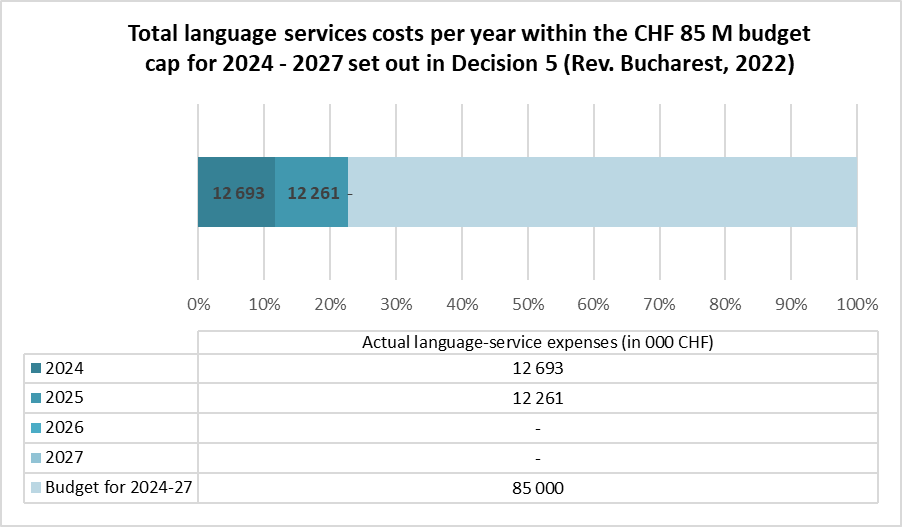 Total language services costs per year within the CHF 85 M budget
cap for 2024 - 2027 set out in Decision 5 (Rev. Bucharest, 2022)
12 693 12 261 -
0% 10% 20% 30% 40% 50% 60% 70% 80% 90% 100%
Actual language-service expenses (in 000 CHF)
2024 12 693
2025 12 261
2026 -
2027 -
Budget for 2024-27 85 000